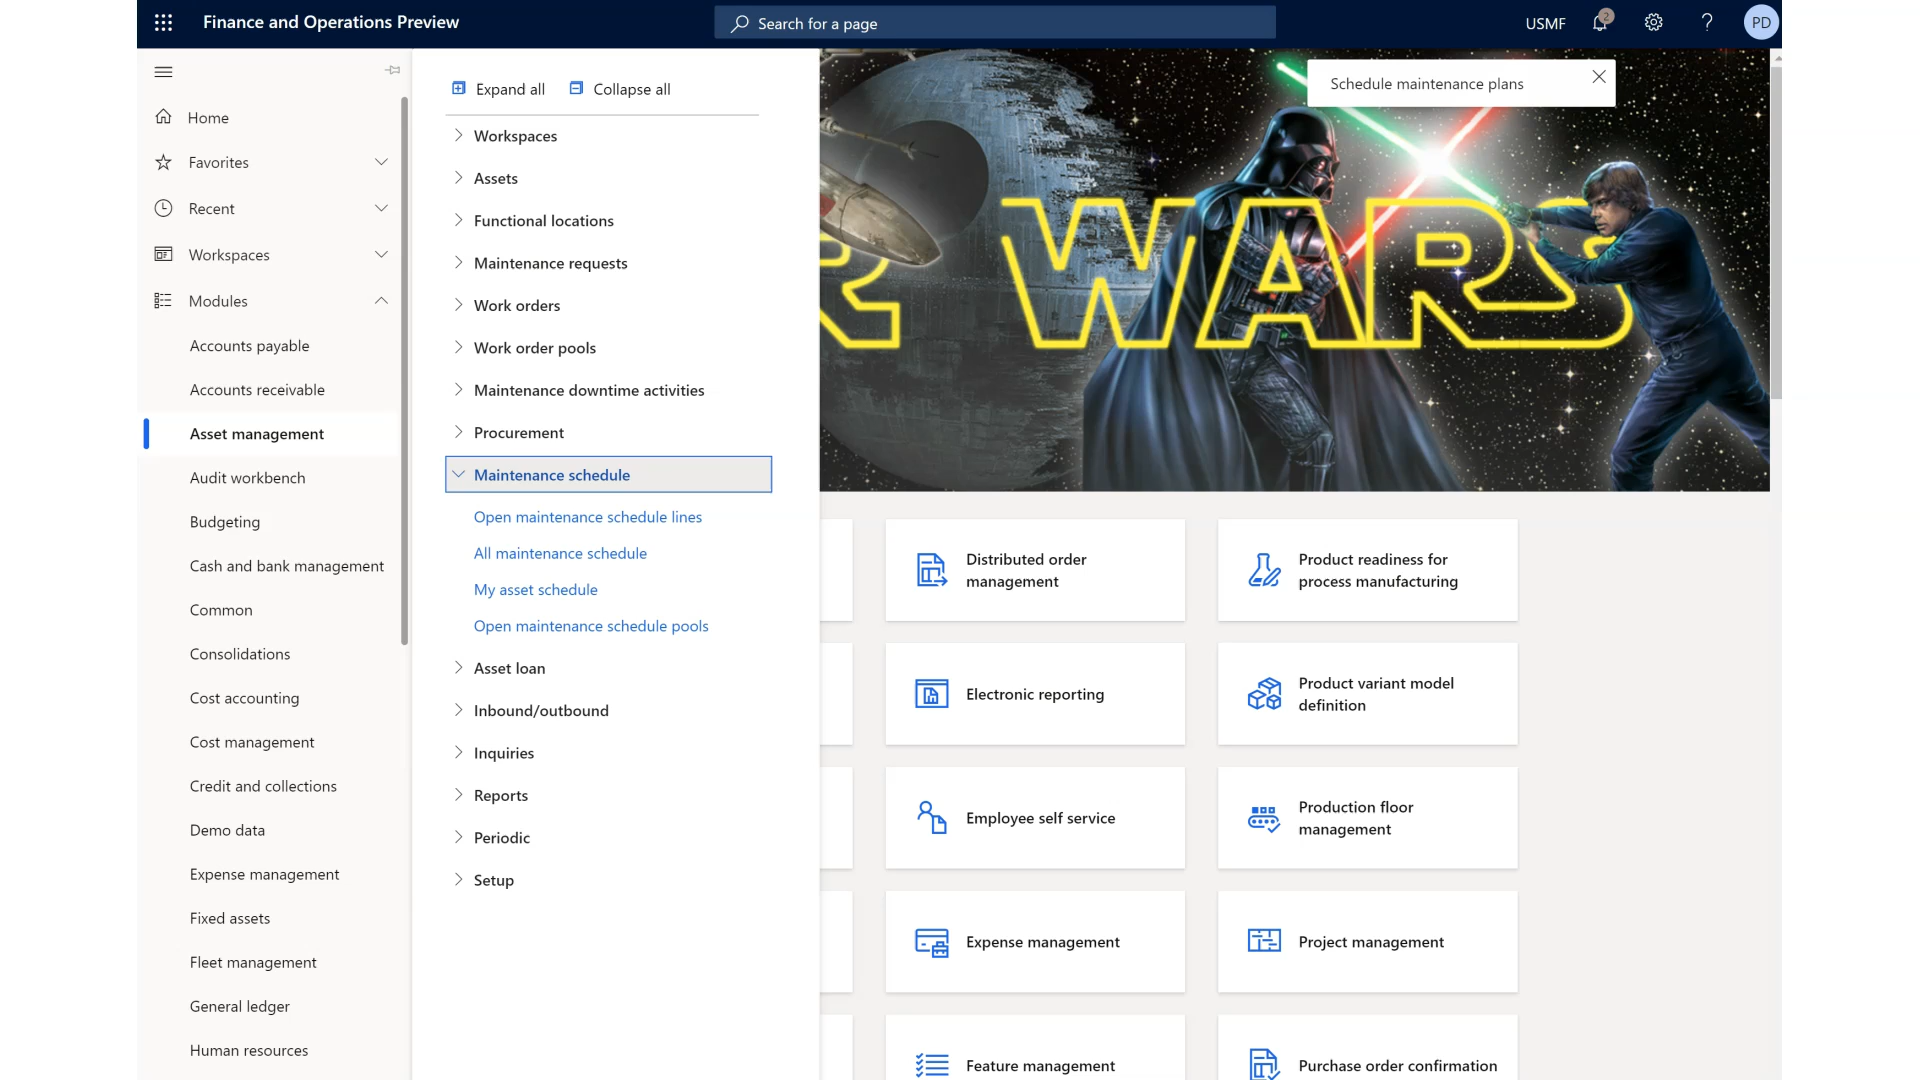 Finance and Operations Preview
Search for a page
USMF
2
PD
Home
Favorites
Recent
Workspaces
Modules
Accounts payable
Accounts receivable
Asset management
Audit workbench
Budgeting
Cash and bank management
Common
Consolidations
Cost accounting
Cost management
Credit and collections
Demo data
Expense management
Fixed assets
Fleet management
General ledger
Human resources
Expand all
Collapse all
Workspaces
Assets
Functional locations
Maintenance requests
Work orders
Work order pools
Maintenance downtime activities
Procurement
Maintenance schedule
Open maintenance schedule lines
All maintenance schedule
My asset schedule
Open maintenance schedule pools
Asset loan
Inbound/outbound
Inquiries
Reports
Periodic
Setup
Schedule maintenance plans
R WARS
Distributed order
management
Product readiness for
process manufacturing
Electronic reporting
Product variant model
definition
Employee self service
Production floor
management
Expense management
Project management
Feature management
Purchase order confirmation